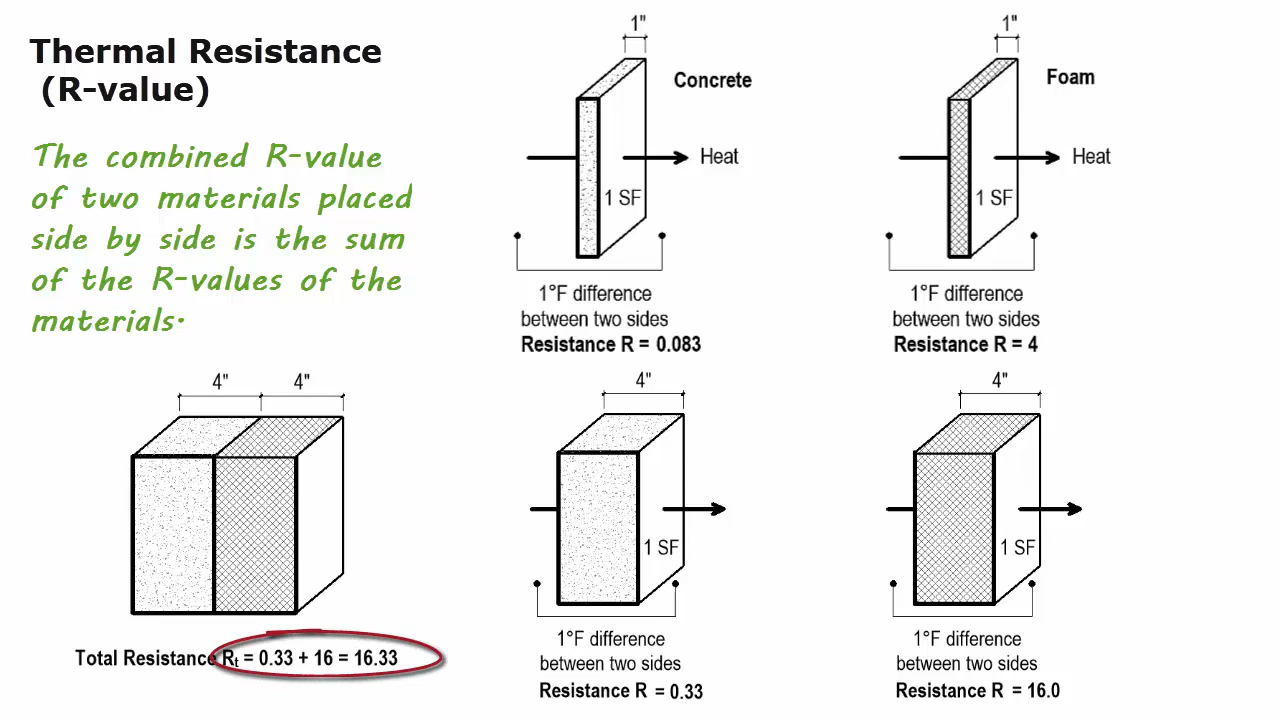 Thermal Resistance
(R-value)
The combined R-value
of two materials placed
side by side is the sum
of the R-values of the
materials.
1"
Concrete
Heat
1 SF
1°F difference
between two sides
Resistance R = 0.083
1"
Foam
Heat
1 SF
1°F difference
between two sides
Resistance R = 4
4" 4"
Total Resistance Rt = 0.33 + 16 = 16.33
4"
1 SF
1°F difference
between two sides
Resistance R = 0.33
4"
1 SF
1°F difference
between two sides
Resistance R = 16.0